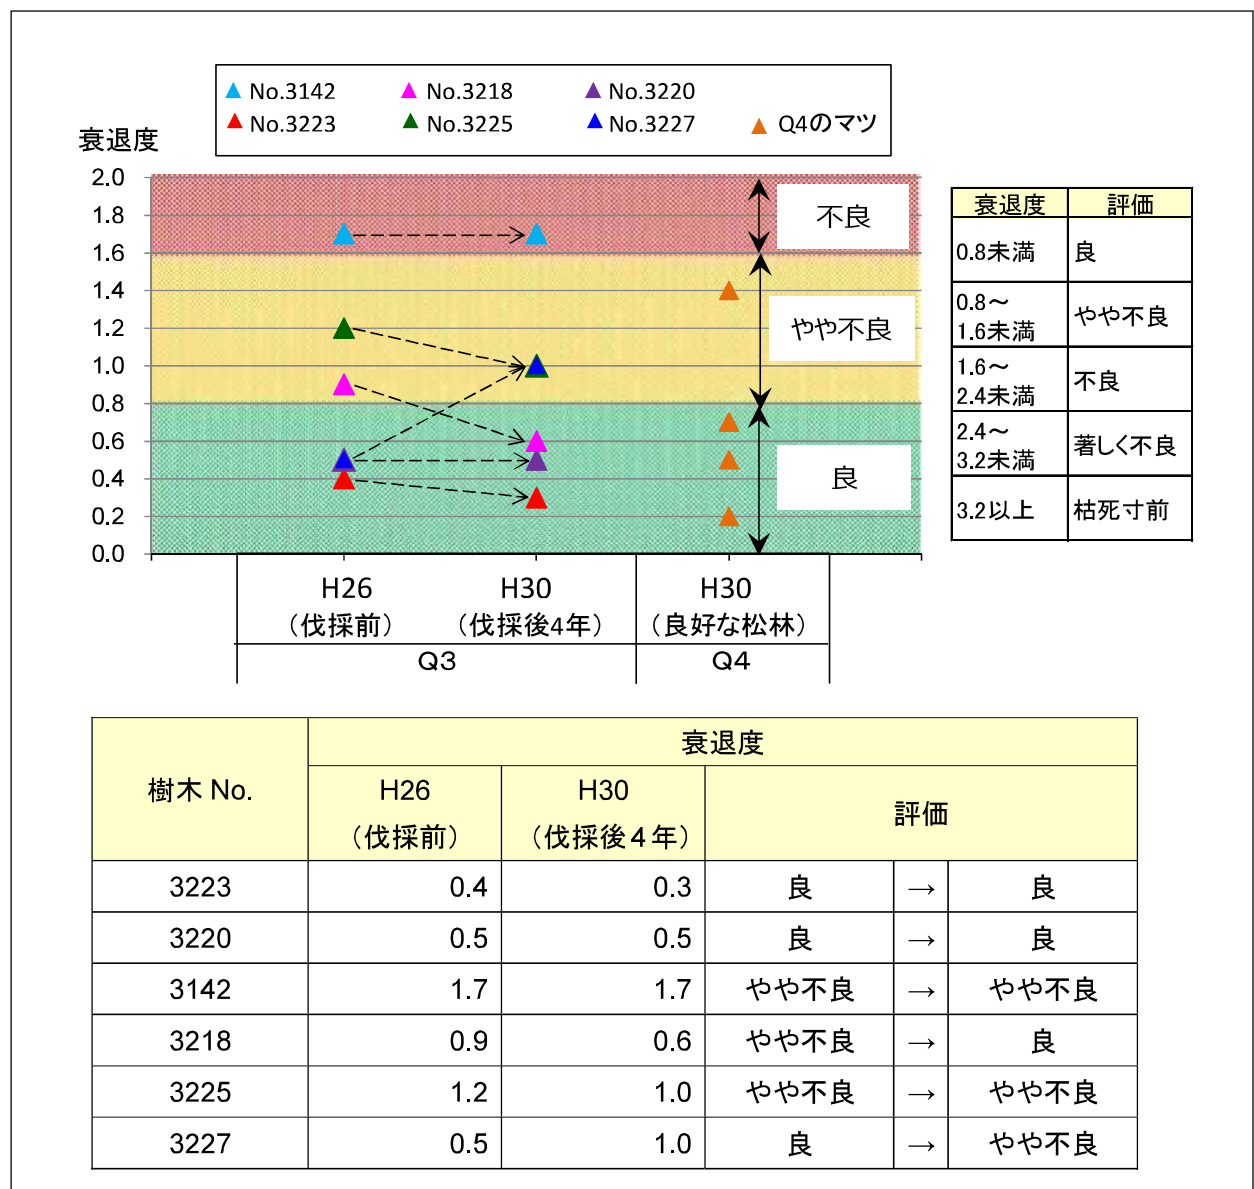 No.3142 No.3218 No.3220
No.3223 No.3225 No.3227 Q4のマツ
衰退度
2.0
1.8
1.6
1.4
1.2
1.0
0.8
0.6
0.4
0.2
0.0
不良
やや不良
良
H26 H30 H30
(伐採前) (伐採後4年) (良好な松林)
Q3 Q4
衰退度 評価
0.8未満 良
0.8～
1.6未満 やや不良
1.6～
2.4未満 不良
2.4～
3.2未満 著しく不良
3.2以上 枯死寸前
樹木 No. 衰退度
H26 H30 評価
(伐採前) (伐採後4年)
3223 0.4 0.3 良 → 良
3220 0.5 0.5 良 → 良
3142 1.7 1.7 やや不良 → やや不良
3218 0.9 0.6 やや不良 → 良
3225 1.2 1.0 やや不良 → やや不良
3227 0.5 1.0 良 → やや不良